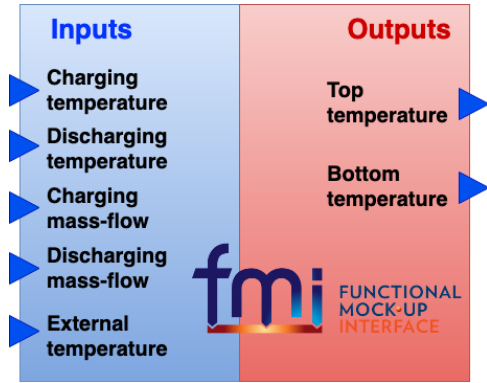 Inputs
Charging
temperature
Discharging
temperature
Charging
mass-flow
Discharging
mass-flow
External
temperature
Outputs
Top
temperature
Bottom
temperature
fmi
FUNCTIONAL
MOCK-UP
INTERFACE